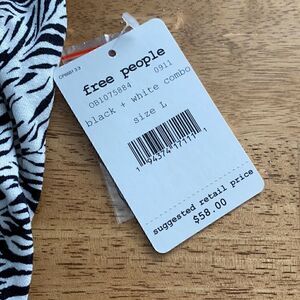 free people
OB1075884 0911
black + white combo
size L
suggested retail price
$58.00